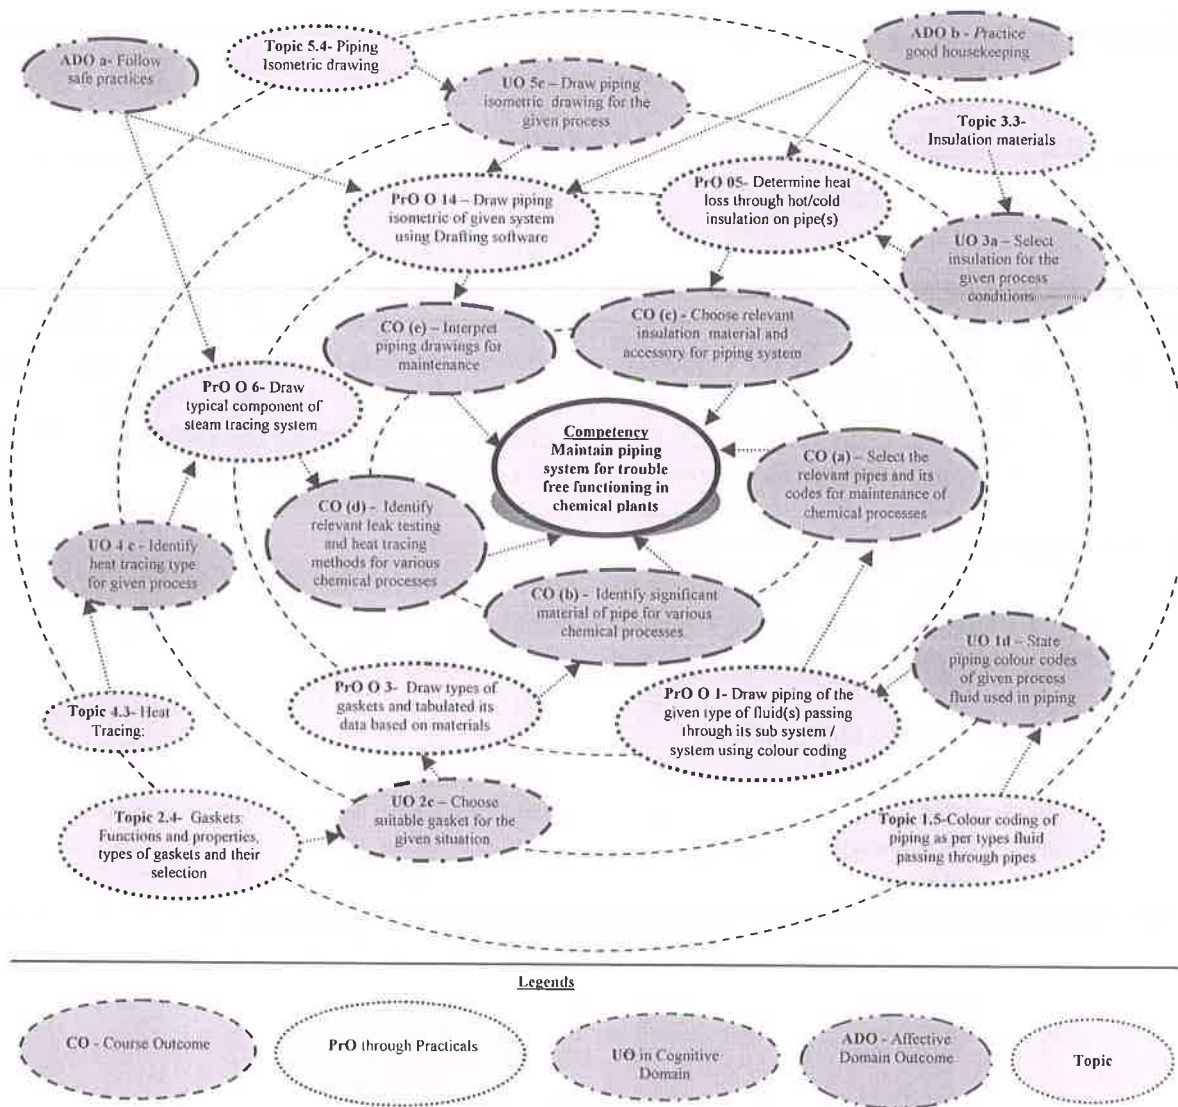 ADO a- Follow
safe practices
Topic 5.4- Piping
Isometric drawing
ADO b - Practice
good housekeeping
UO 5e – Draw piping
isometric drawing for the
given process
Topic 3.3-
Insulation materials
PrO O 14 – Draw piping
isometric of given system
using Drafting software
PrO 05- Determine heat
loss through hot/cold
insulation on pipe(s)
UO 3a – Select
insulation for the
given process
conditions
CO (e) – Interpret
piping drawings for
maintenance
CO (c) - Choose relevant
insulation material and
accessory for piping system
PrO O 6- Draw
typical component of
steam tracing system
Competency
Maintain piping
system for trouble
free functioning in
chemical plants
CO (a) – Select the
relevant pipes and its
codes for maintenance of
chemical processes
CO (d) - Identify
relevant leak testing
and heat tracing
methods for various
chemical processes
UO 4 c - Identify
heat tracing type
for given process
CO (b) - Identify significant
material of pipe for various
chemical processes.
UO 1d – State
piping colour codes
of given process
fluid used in piping
Topic 4.3- Heat
Tracing:
PrO O 3- Draw types of
gaskets and tabulated its
data based on materials
PrO O 1- Draw piping of the
given type of fluid(s) passing
through its sub system /
system using colour coding
Topic 2.4- Gaskets:
Functions and properties,
types of gaskets and their
selection
UO 2c – Choose
suitable gasket for the
given situation
Topic 1.5-Colour coding of
piping as per types fluid
passing through pipes
Legends
CO - Course Outcome
PrO through Practicals
UO in Cognitive
Domain
ADO - Affective
Domain Outcome
Topic